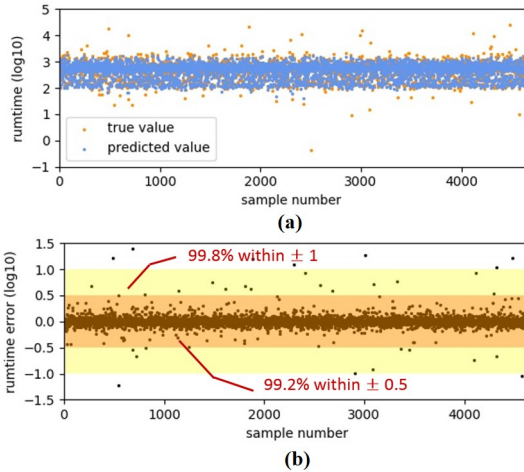 5
4
3
2
1
0
-1
rumtime (log10)
true value
predicted value
0 1000 2000 3000 4000
sample number
(a)
1.5
1.0
0.5
0.0
-0.5
-1.0
-1.5
rumtime error (log10)
99.8% within ± 1
99.2% within ± 0.5
0 1000 2000 3000 4000
sample number
(b)